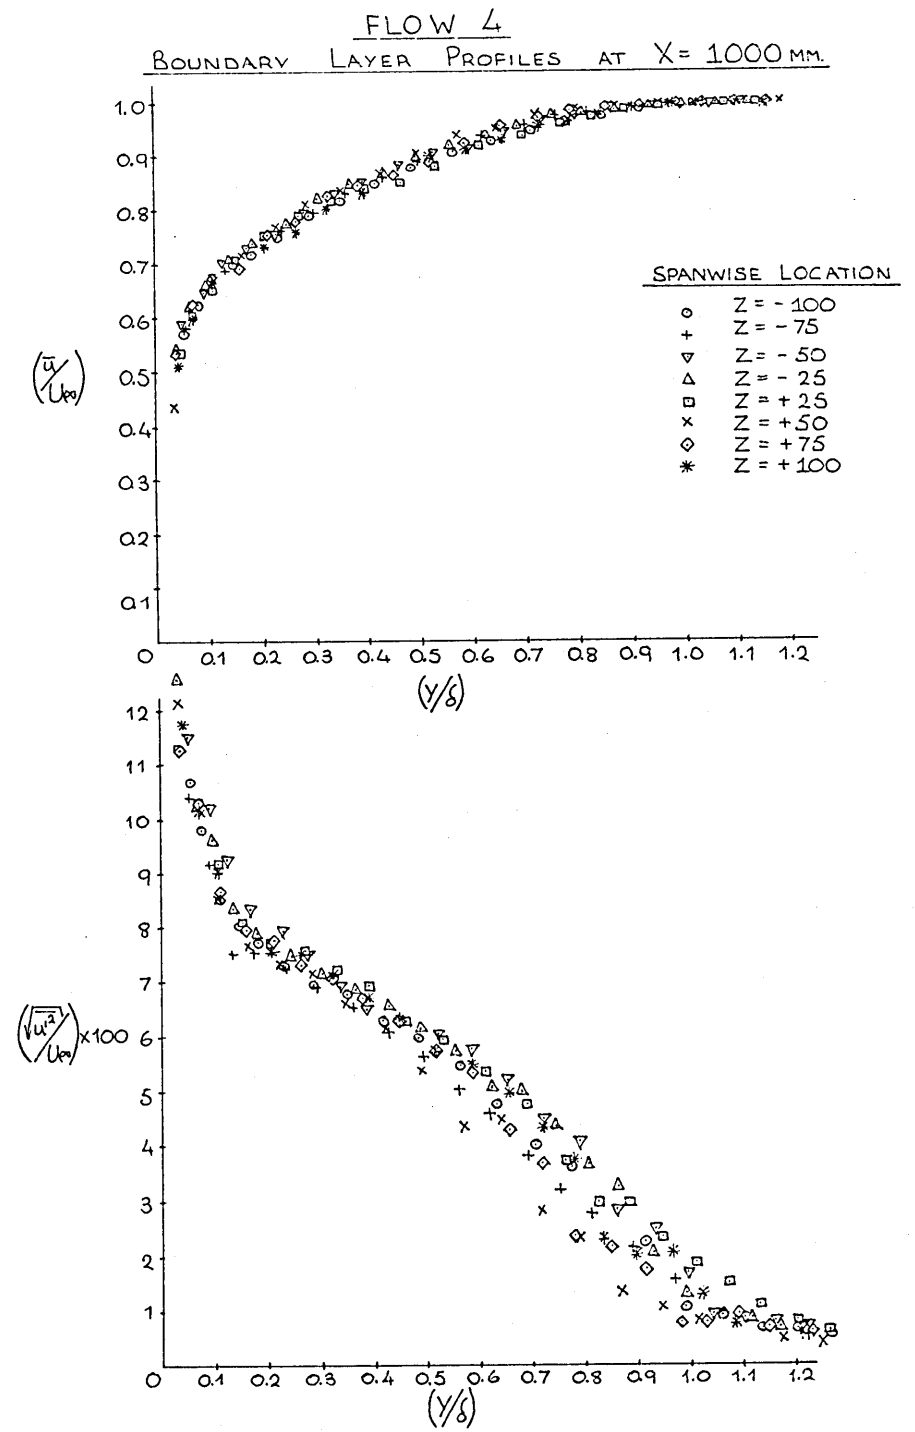 FLOW 4
BOUNDARY LAYER PROFILES AT X = 1000 MM.
1.0
0.9
0.8
0.7
0.6
0.5
0.4
0.3
0.2
0.1
(ū/U∞)
SPANWISE LOCATION
Z = - 100
Z = - 75
Z = - 50
Z = - 25
Z = + 25
Z = +50
Z = +75
Z = +100
0 0.1 0.2 0.3 0.4 0.5 0.6 0.7 0.8 0.9 1.0 1.1 1.2
(Y/δ)
12
11
10
9
8
7
6
5
4
3
2
1
(√u'²/U∞) x100
0 0.1 0.2 0.3 0.4 0.5 0.6 0.7 0.8 0.9 1.0 1.1 1.2
(Y/δ)